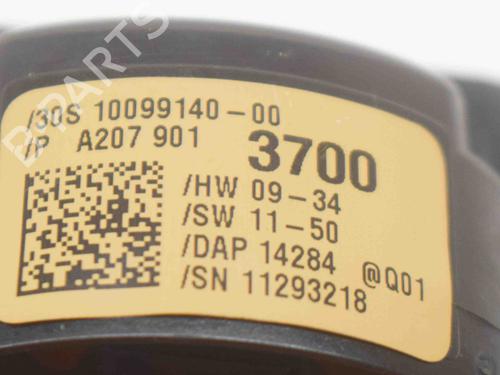 B PARTS
/30S 10099140-00
/P A207 901 3700
/HW 09-34
/SW 11-50
/DAP 14284 @Q01
/SN 11293218